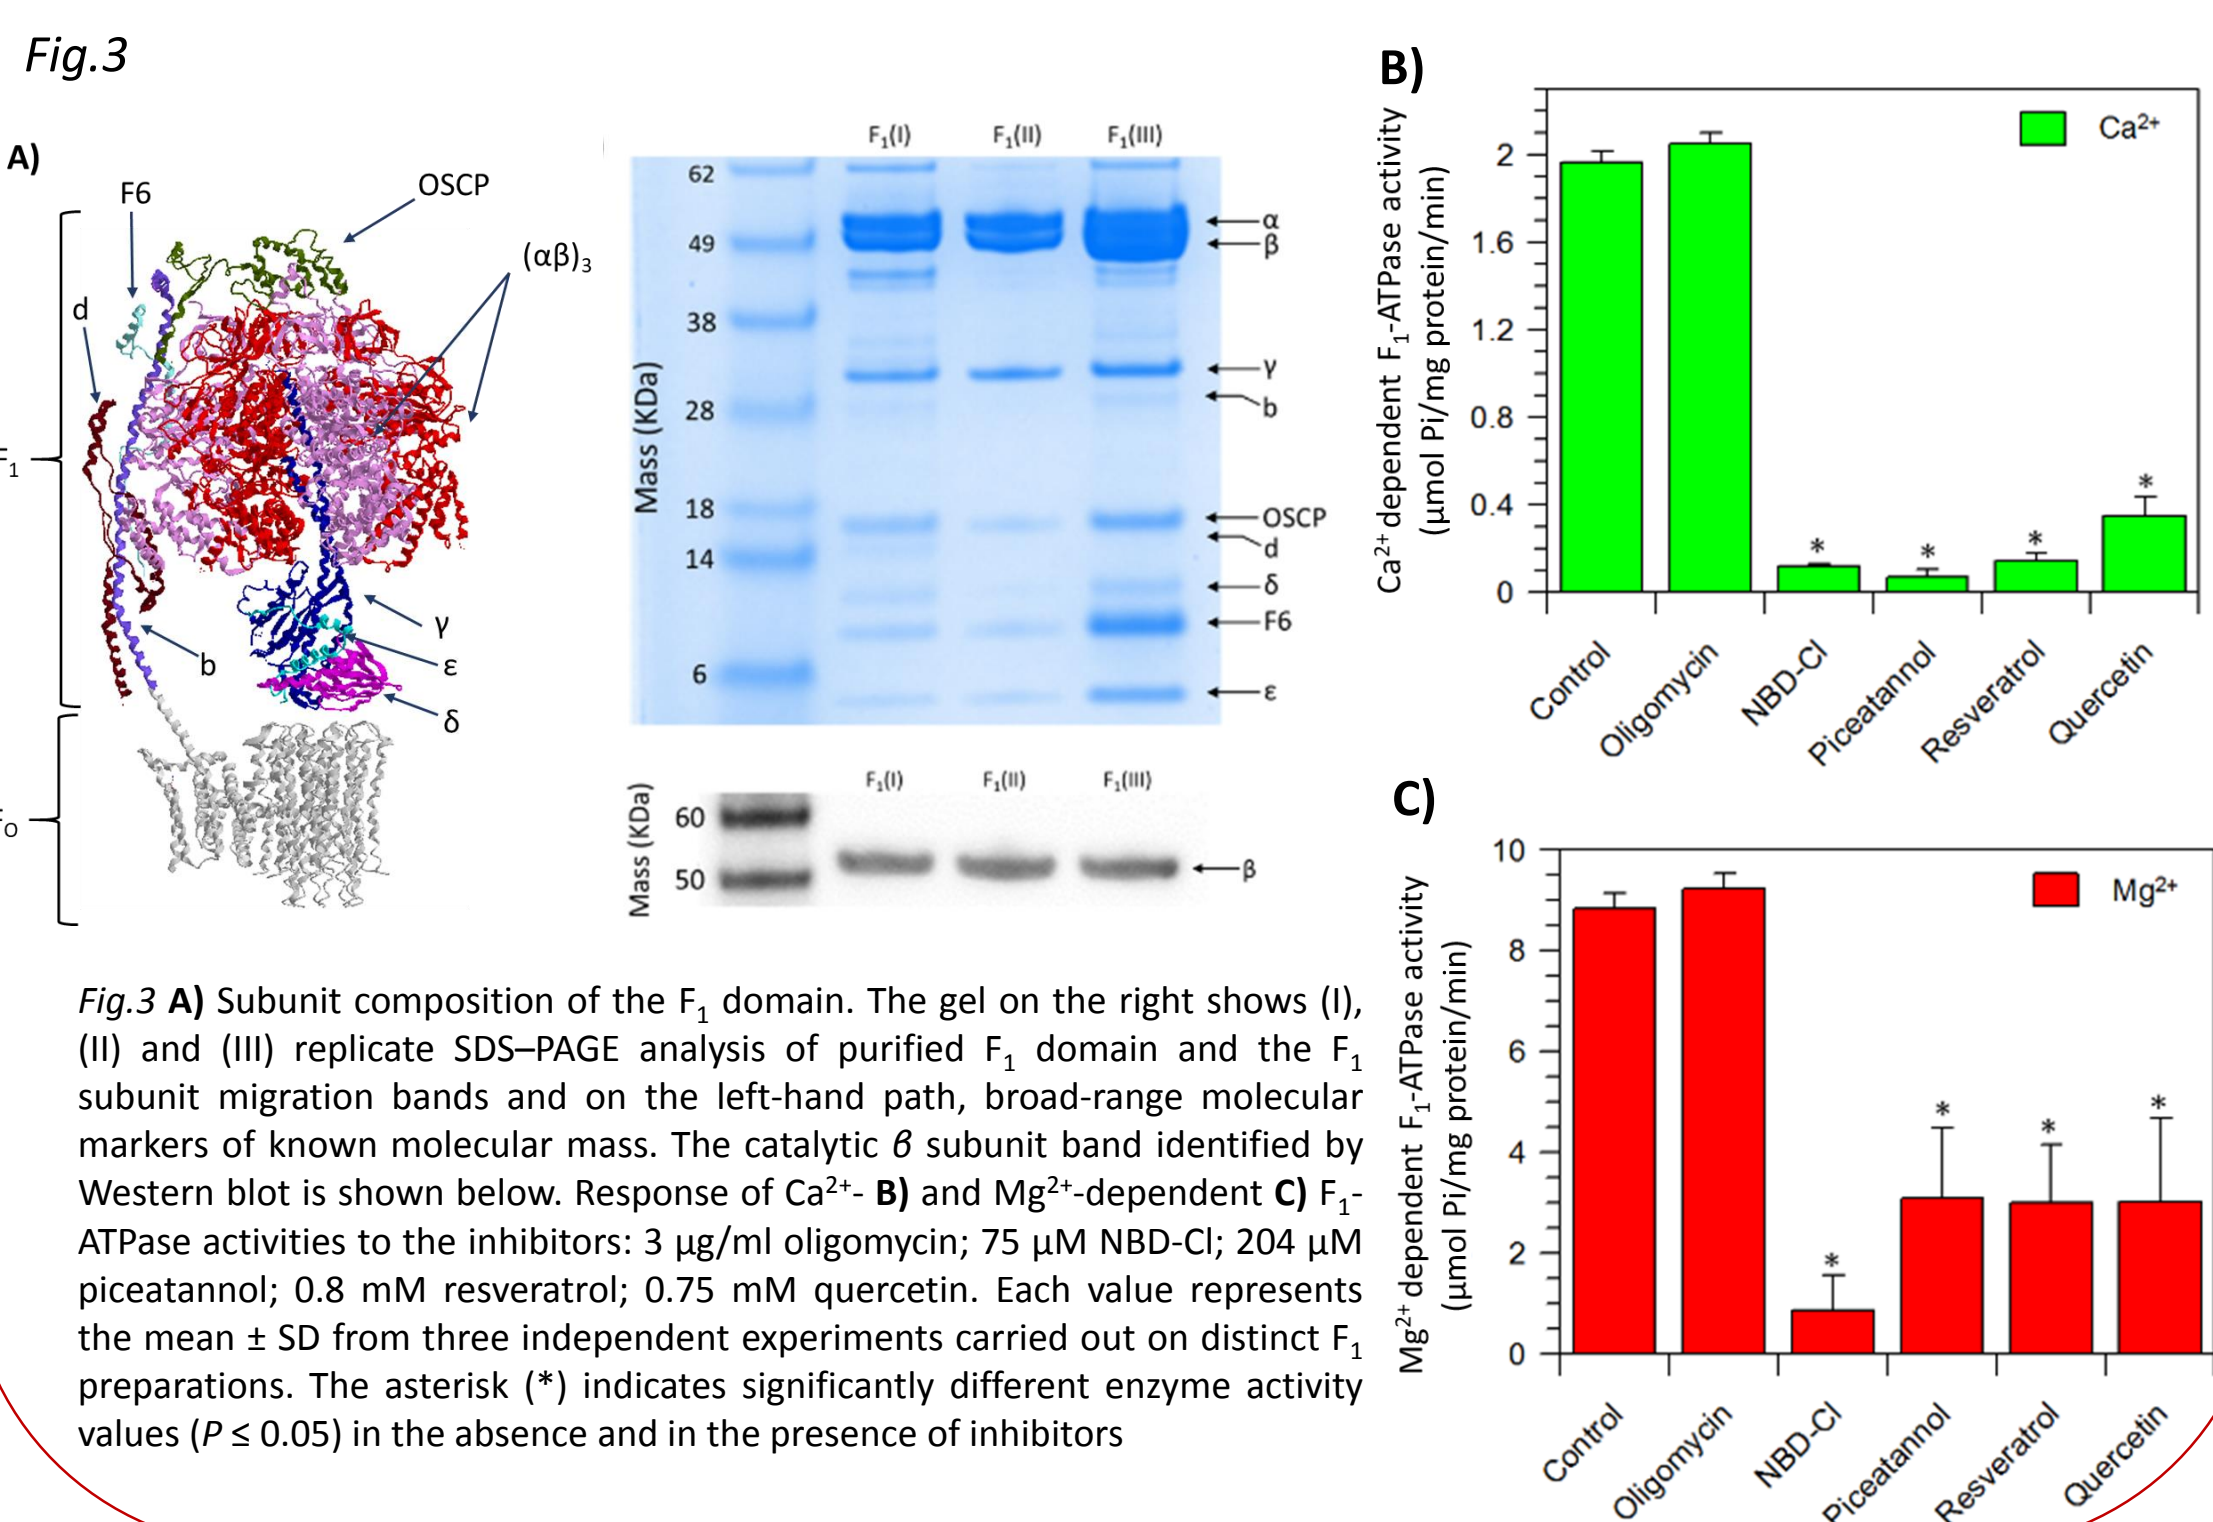 Fig.3
A)
F6
OSCP
(αβ)3
d
F1
γ
ε
b
δ
FO
F1(I) F1(II) F1(III)
Mass (KDa)
62
49
38
28
18
14
6
α
β
γ
b
OSCP
d
δ
F6
ε
F1(I) F1(II) F1(III)
Mass (KDa)
60
50
β
B)
Ca2+ dependent F1-ATPase activity
(µmol Pi/mg protein/min)
2
1.6
1.2
0.8
0.4
0
Ca2+
* * * *
Control
Oligomycin
NBD-Cl
Piceatannol
Resveratrol
Quercetin
C)
Mg2+ dependent F1-ATPase activity
(µmol Pi/mg protein/min)
10
8
6
4
2
0
Mg2+
* * * *
Control
Oligomycin
NBD-Cl
Piceatannol
Resveratrol
Quercetin
Fig.3 A) Subunit composition of the F1 domain. The gel on the right shows (I),
(II) and (III) replicate SDS–PAGE analysis of purified F1 domain and the F1
subunit migration bands and on the left-hand path, broad-range molecular
markers of known molecular mass. The catalytic β subunit band identified by
Western blot is shown below. Response of Ca2+- B) and Mg2+-dependent C) F1-
ATPase activities to the inhibitors: 3 µg/ml oligomycin; 75 µM NBD-Cl; 204 µM
piceatannol; 0.8 mM resveratrol; 0.75 mM quercetin. Each value represents
the mean ± SD from three independent experiments carried out on distinct F1
preparations. The asterisk (*) indicates significantly different enzyme activity
values (P ≤ 0.05) in the absence and in the presence of inhibitors